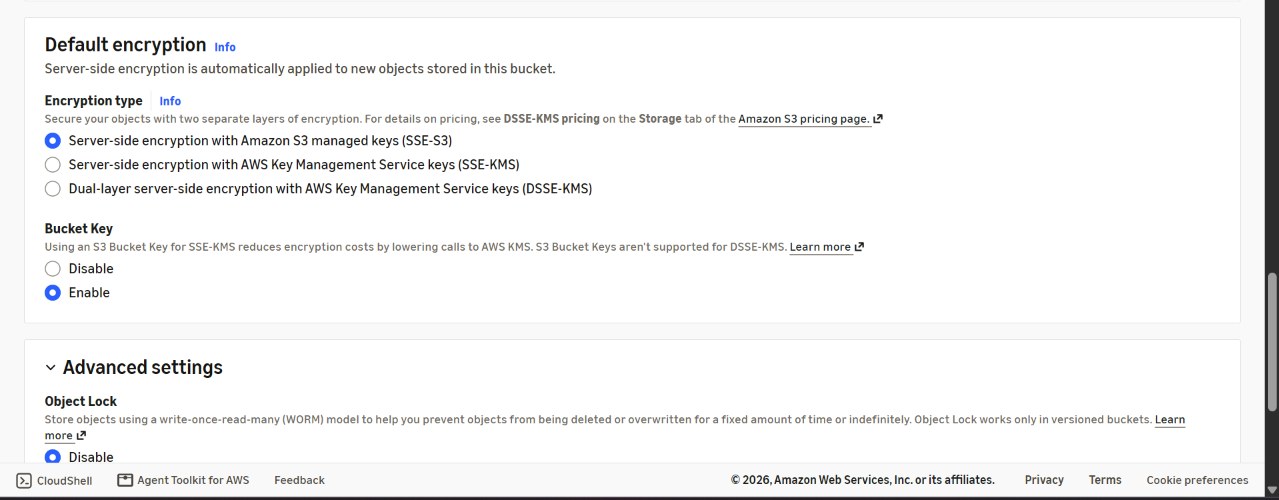 Default encryption Info
Server-side encryption is automatically applied to new objects stored in this bucket.
Encryption type Info
Secure your objects with two separate layers of encryption. For details on pricing, see DSSE-KMS pricing on the Storage tab of the Amazon S3 pricing page.
Server-side encryption with Amazon S3 managed keys (SSE-S3)
Server-side encryption with AWS Key Management Service keys (SSE-KMS)
Dual-layer server-side encryption with AWS Key Management Service keys (DSSE-KMS)
Bucket Key
Using an S3 Bucket Key for SSE-KMS reduces encryption costs by lowering calls to AWS KMS. S3 Bucket Keys aren't supported for DSSE-KMS. Learn more
Disable
Enable
Advanced settings
Object Lock
Store objects using a write-once-read-many (WORM) model to help you prevent objects from being deleted or overwritten for a fixed amount of time or indefinitely. Object Lock works only in versioned buckets. Learn
more
Disable
CloudShell Agent Toolkit for AWS Feedback © 2026, Amazon Web Services, Inc. or its affiliates. Privacy Terms Cookie preferences